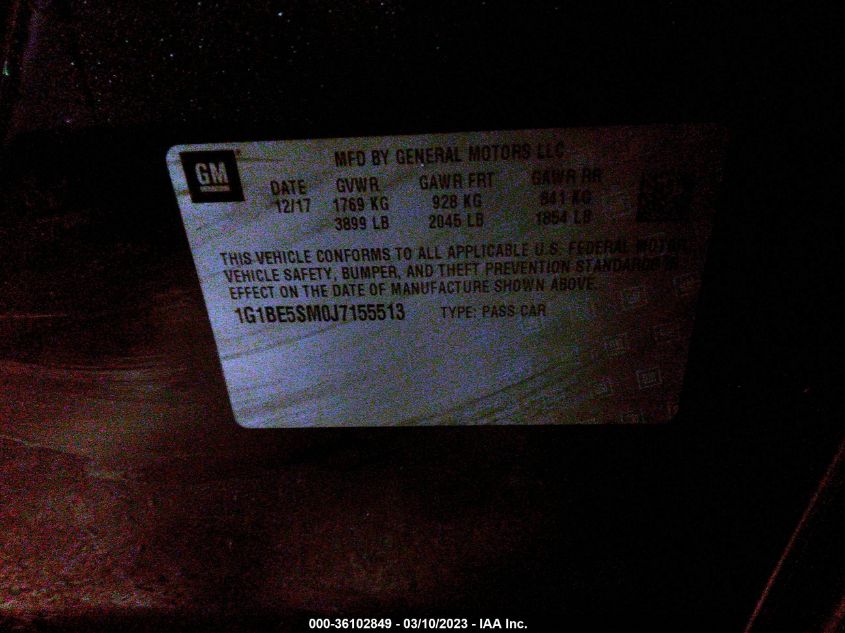 GM
MFD BY GENERAL MOTORS LLC
DATE GVWR GAWR FRT GAWR RR
12/17 1769 KG 928 KG 841 KG
3899 LB 2045 LB 1854 LB
THIS VEHICLE CONFORMS TO ALL APPLICABLE U.S. FEDERAL MOTOR
VEHICLE SAFETY, BUMPER, AND THEFT PREVENTION STANDARDS IN
EFFECT ON THE DATE OF MANUFACTURE SHOWN ABOVE.
1G1BE5SM0J7155513 TYPE: PASS CAR
000-36102849 - 03/10/2023 - IAA Inc.